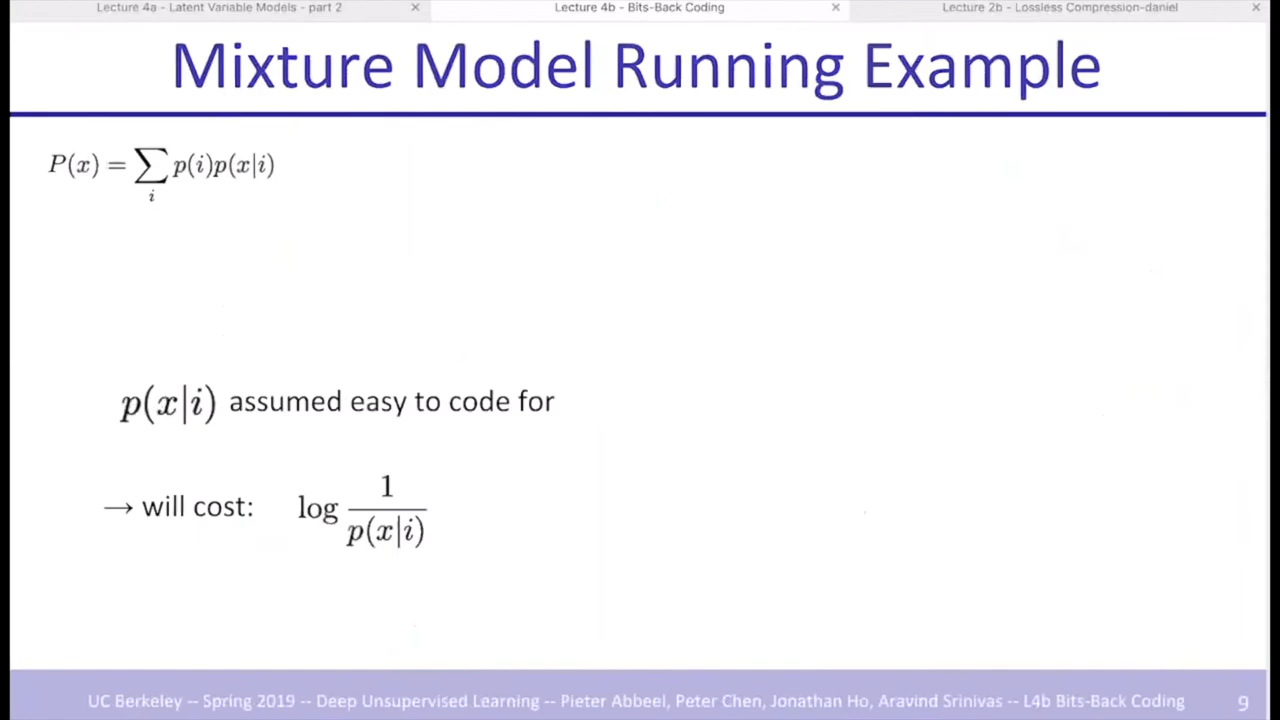 Lecture 4a - Latent Variable Models - part 2 × Lecture 4b - Bits-Back Coding × Lecture 2b - Lossless Compression-daniel ×
Mixture Model Running Example
P(x) = ∑_i p(i)p(x|i)
p(x|i) assumed easy to code for
→ will cost: log 1/p(x|i)
UC Berkeley -- Spring 2019 -- Deep Unsupervised Learning -- Pieter Abbeel, Peter Chen, Jonathan Ho, Aravind Srinivas -- L4b Bits-Back Coding 9